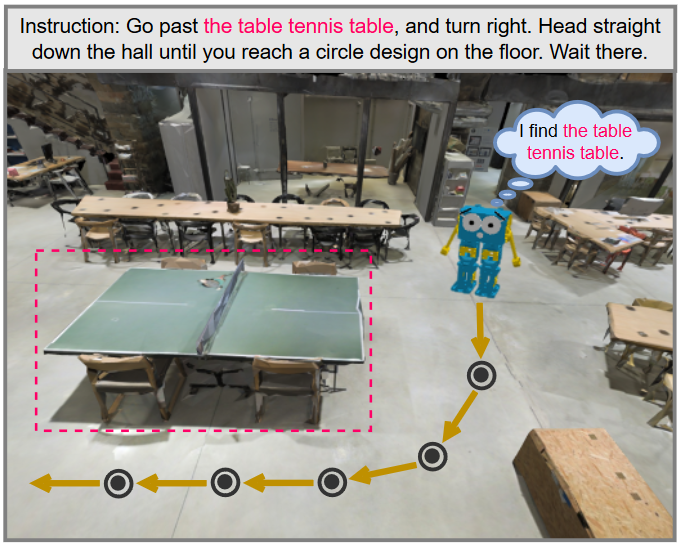 Instruction: Go past the table tennis table, and turn right. Head straight
down the hall until you reach a circle design on the floor. Wait there.
I find the table
tennis table.